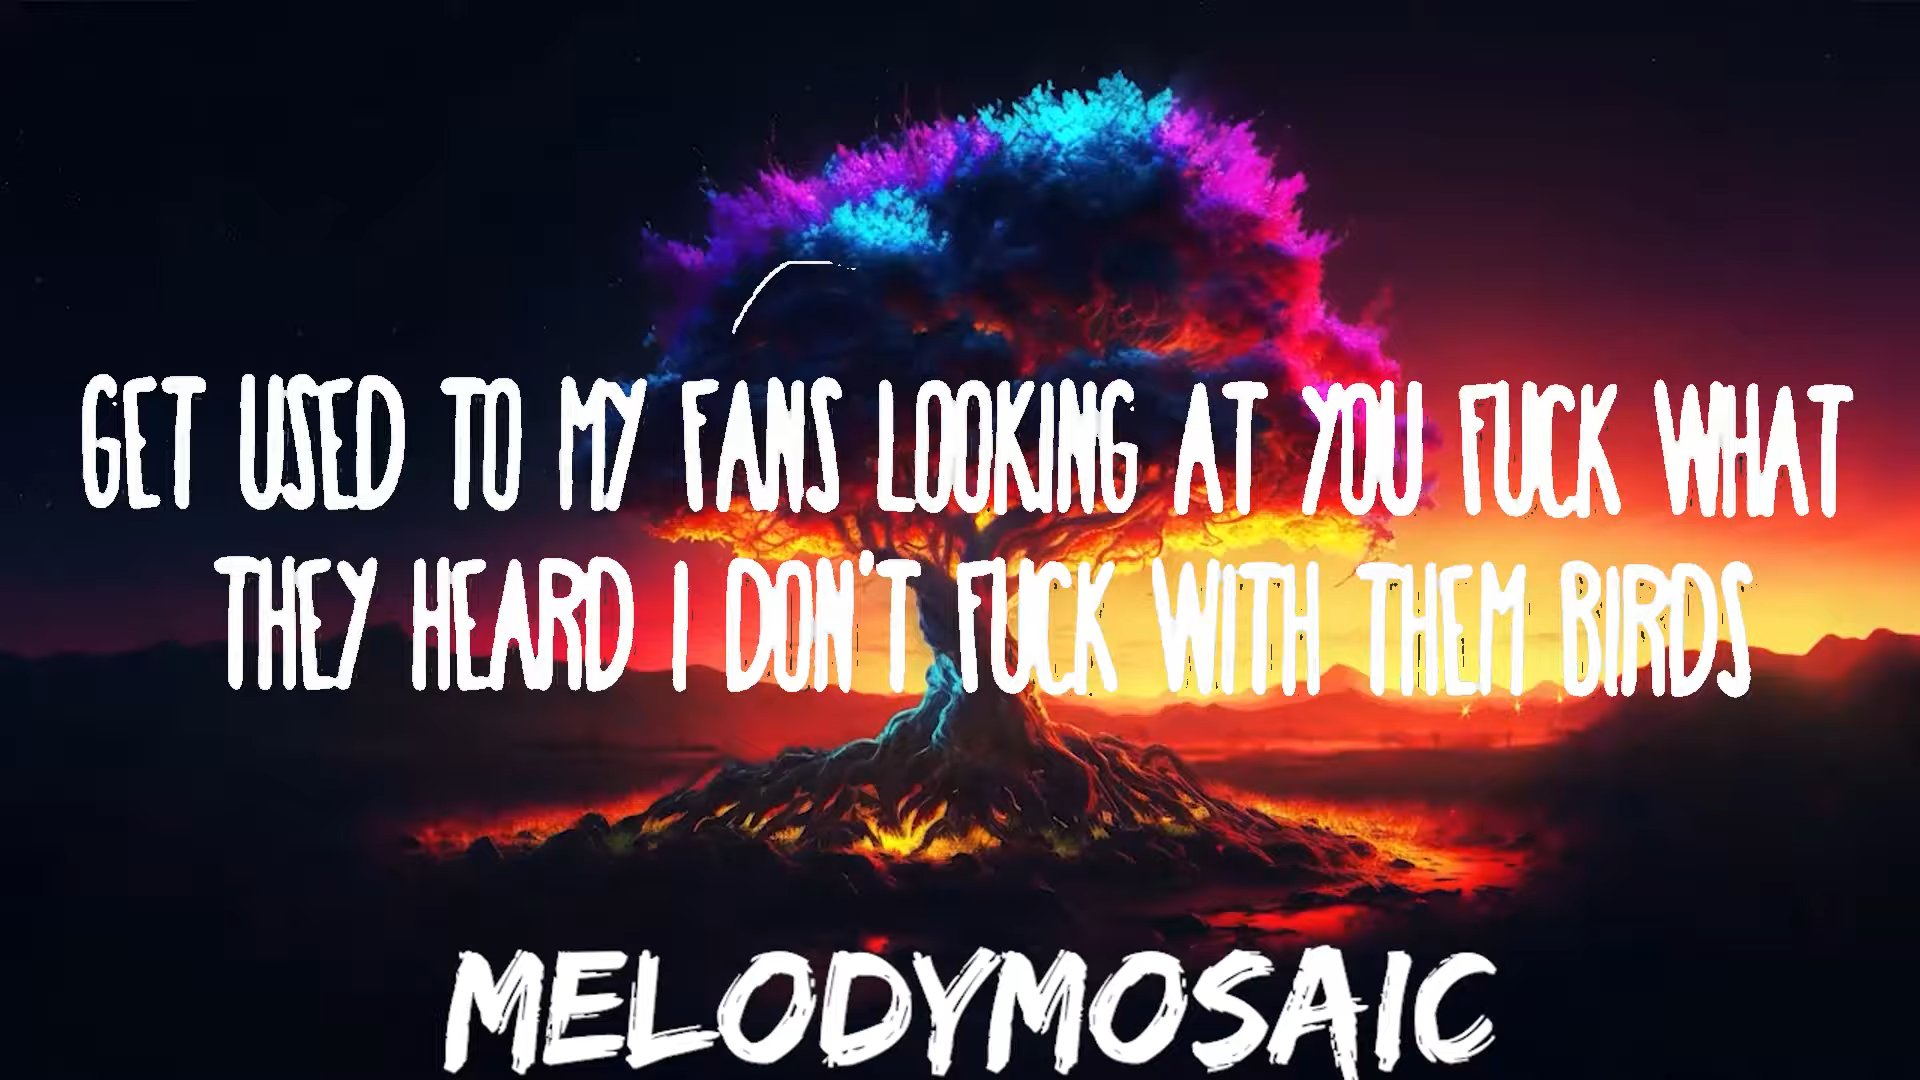 GET USED TO MY FANS LOOKING AT YOU FUCK WHAT
THEY HEARD I DON'T FUCK WITH THEM BIRDS
MELODYMOSAIC